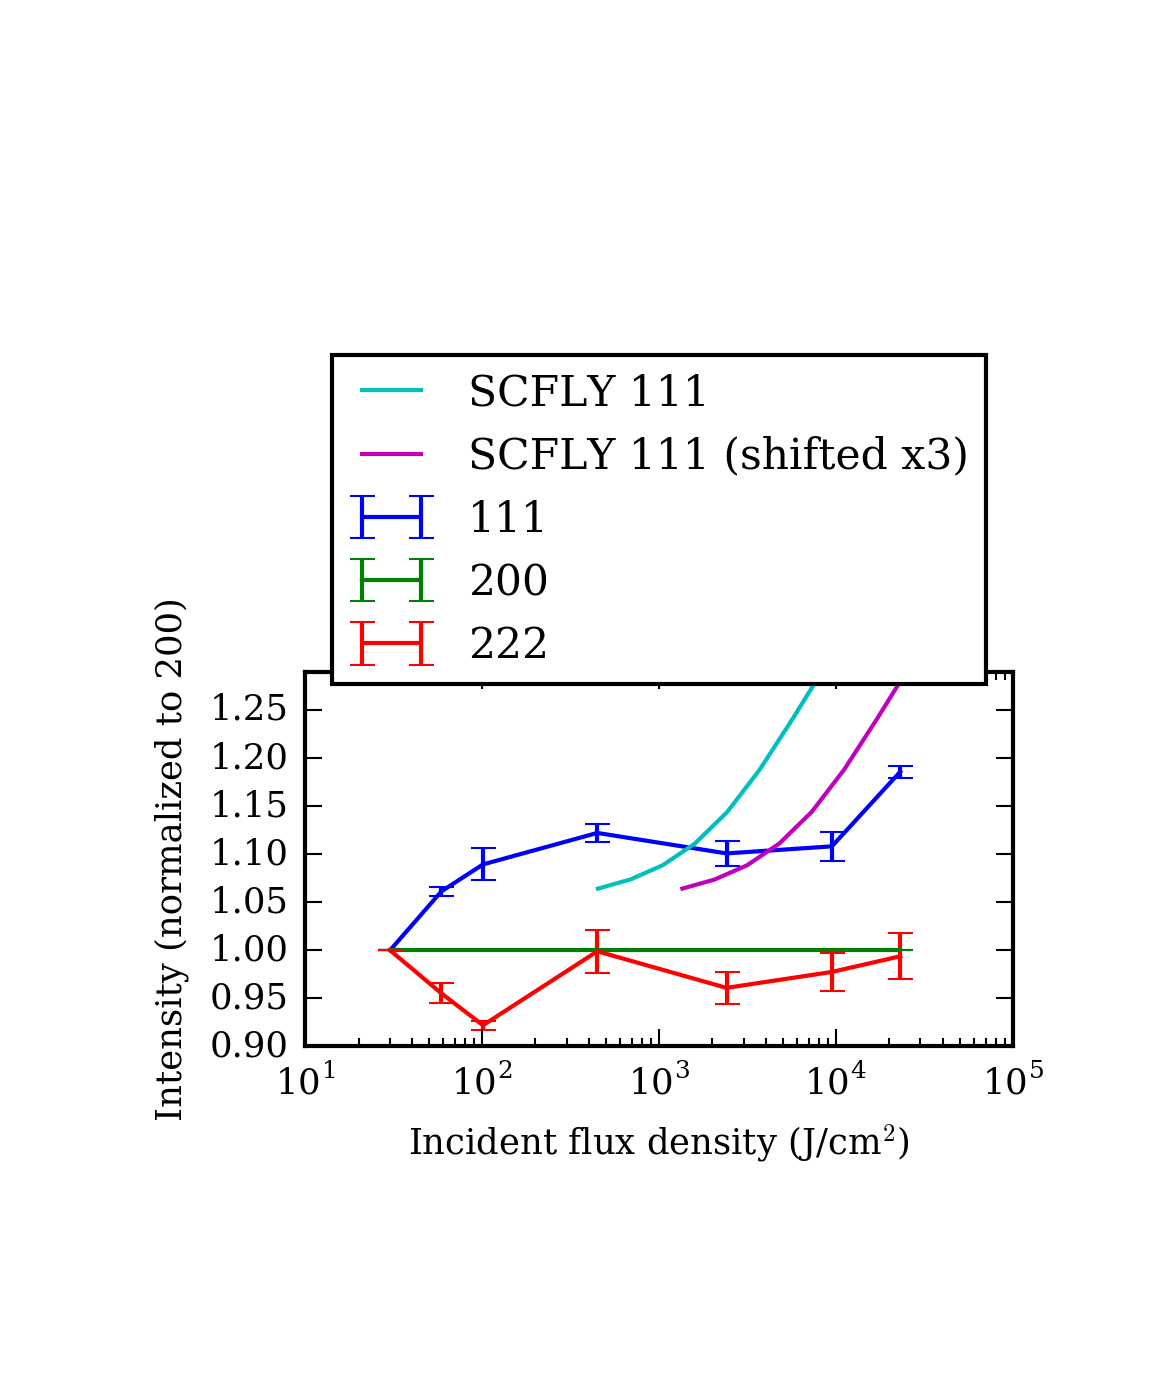 SCFLY 111
SCFLY 111 (shifted x3)
111
200
222
Intensity (normalized to 200)
1.25
1.20
1.15
1.10
1.05
1.00
0.95
0.90
10¹ 10² 10³ 10⁴ 10⁵
Incident flux density (J/cm²)